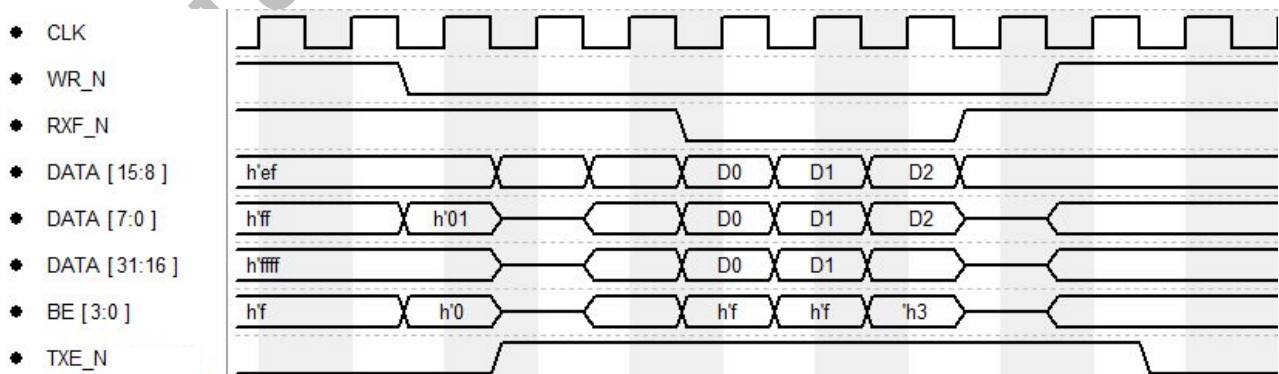 CLK
WR_N
RXF_N
DATA [15:8] h'ef D0 D1 D2
DATA [7:0] h'ff h'01 D0 D1 D2
DATA [31:16] h'ffff D0 D1
BE [3:0] h'f h'0 h'f h'f 'h3
TXE_N